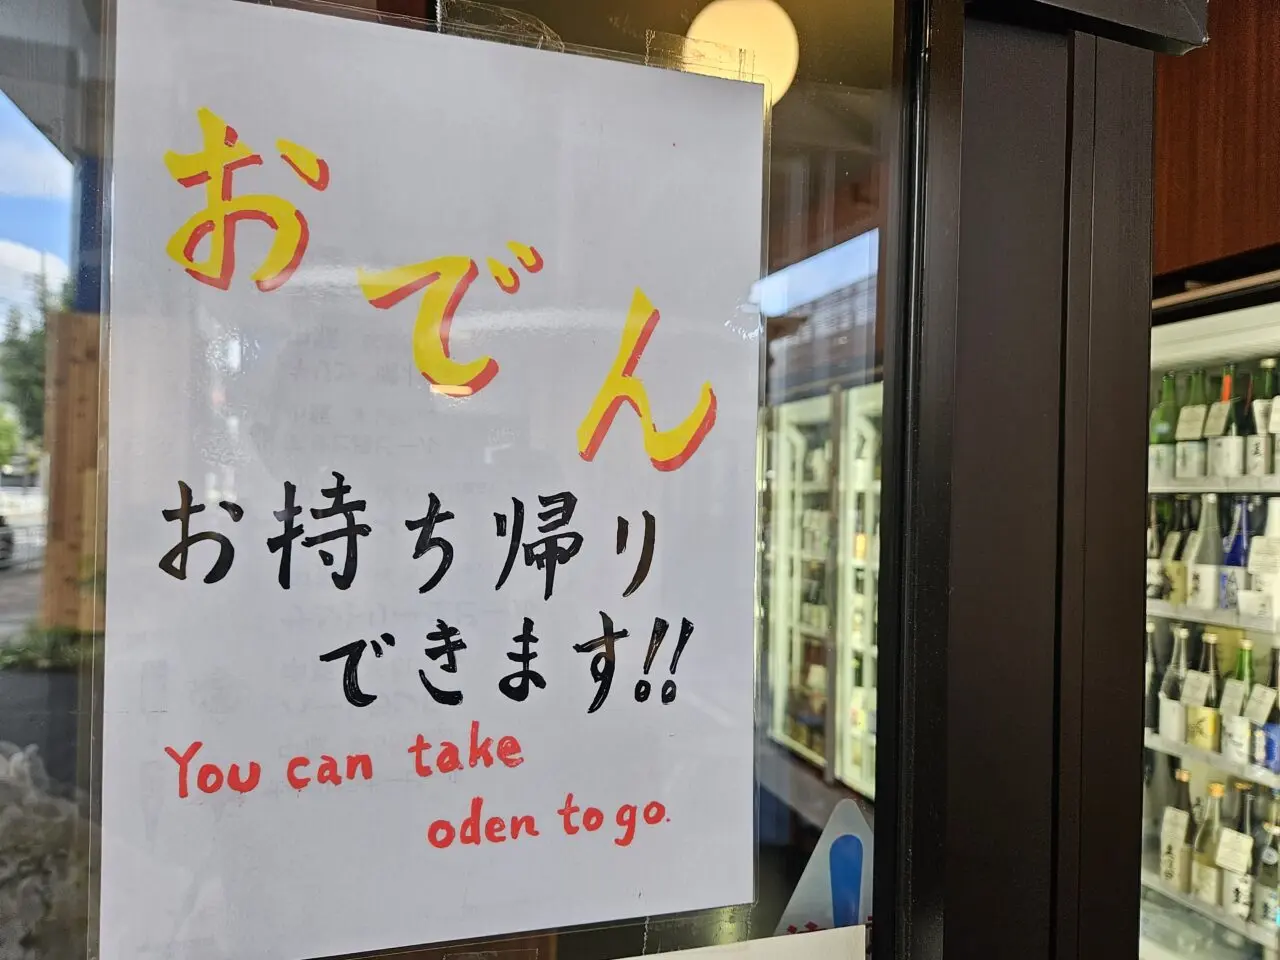 おでん
お持ち帰り
できます!!
You can take
oden to go.